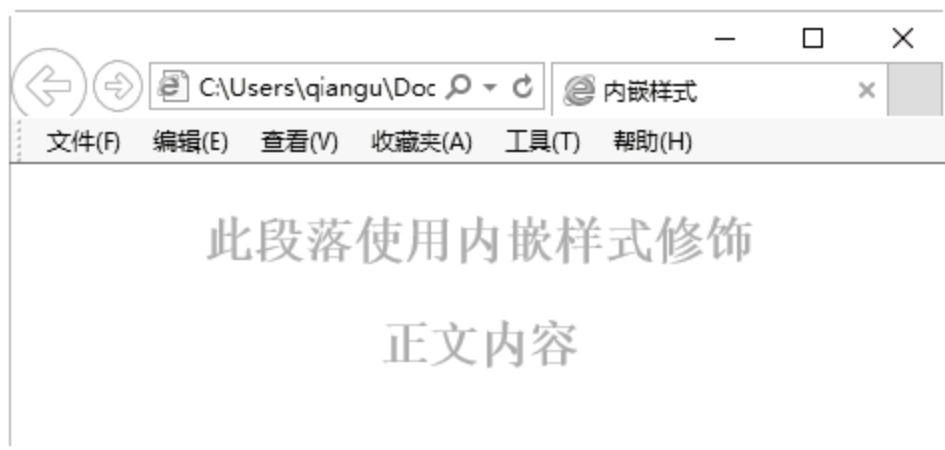 C:\Users\qiangu\Doc 内嵌样式
文件(F) 编辑(E) 查看(V) 收藏夹(A) 工具(T) 帮助(H)
此段落使用内嵌样式修饰
正文内容